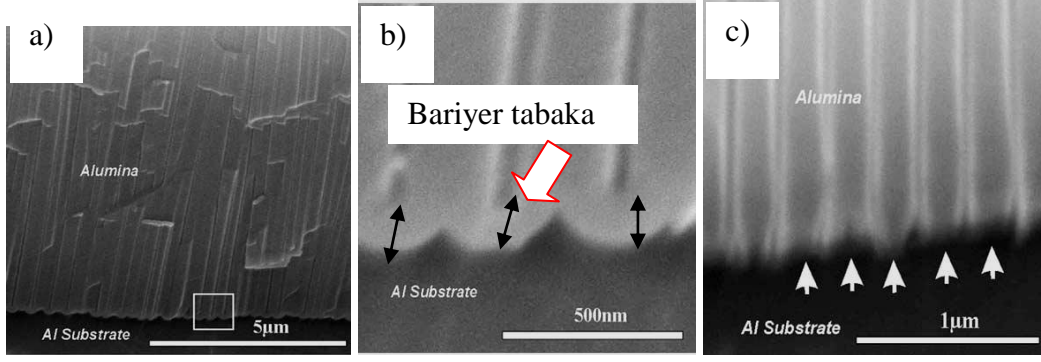 a)
Alumina
Al Substrate
5µm
b)
Bariyer tabaka
Al Substrate
500nm
c)
Alumina
Al Substrate
1µm